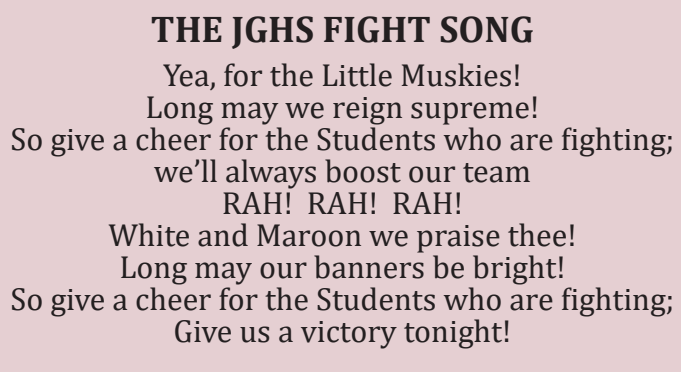 THE JGHS FIGHT SONG
Yea, for the Little Muskies!
Long may we reign supreme!
So give a cheer for the Students who are fighting;
we’ll always boost our team
RAH!  RAH!  RAH!
White and Maroon we praise thee!
Long may our banners be bright!
So give a cheer for the Students who are fighting;
Give us a victory tonight!